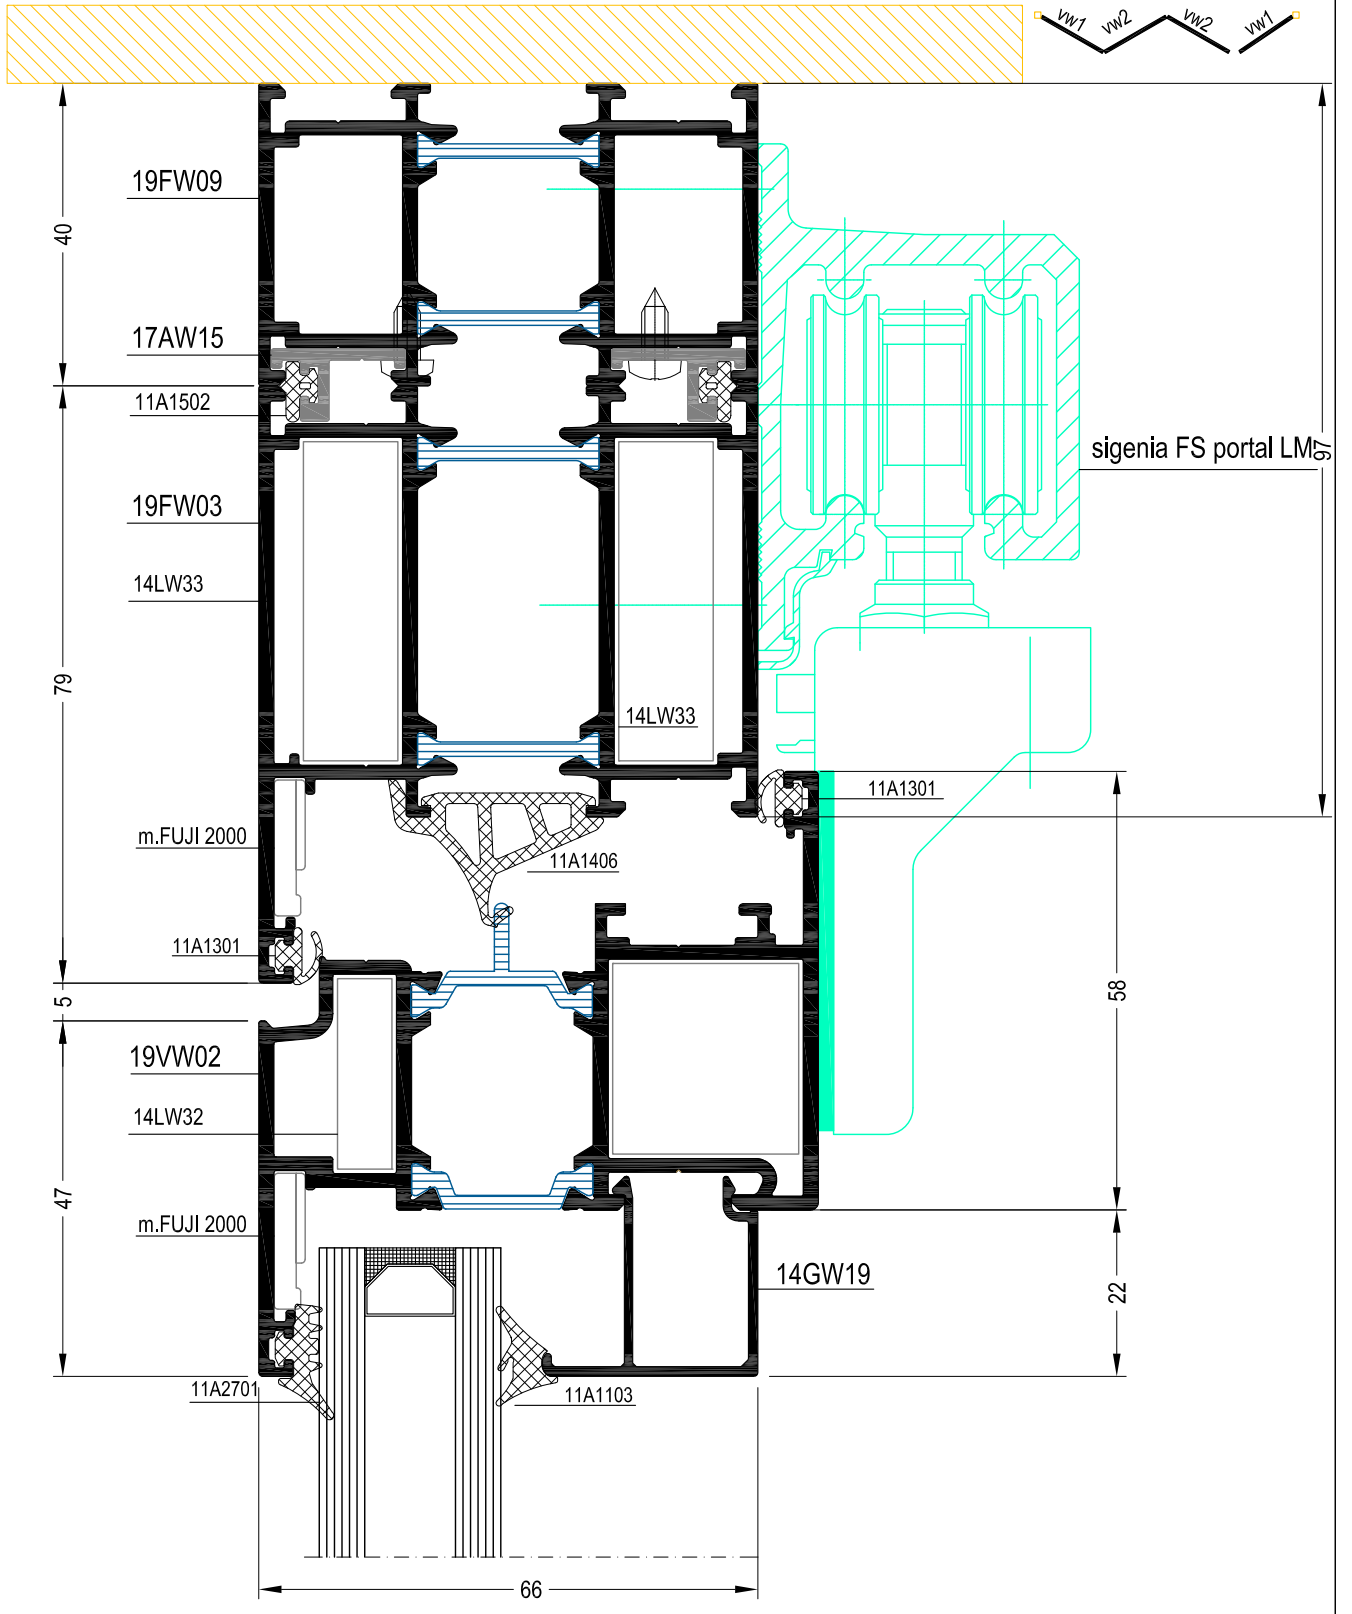 vw1 vw2 vw2 vw1
19FW09
40
17AW15
11A1502
sigenia FS portal LM
97
19FW03
14LW33
79
14LW33
11A1301
m.FUJI 2000
11A1406
11A1301
5
58
19VW02
14LW32
47
m.FUJI 2000
14GW19
22
11A2701
11A1103
66